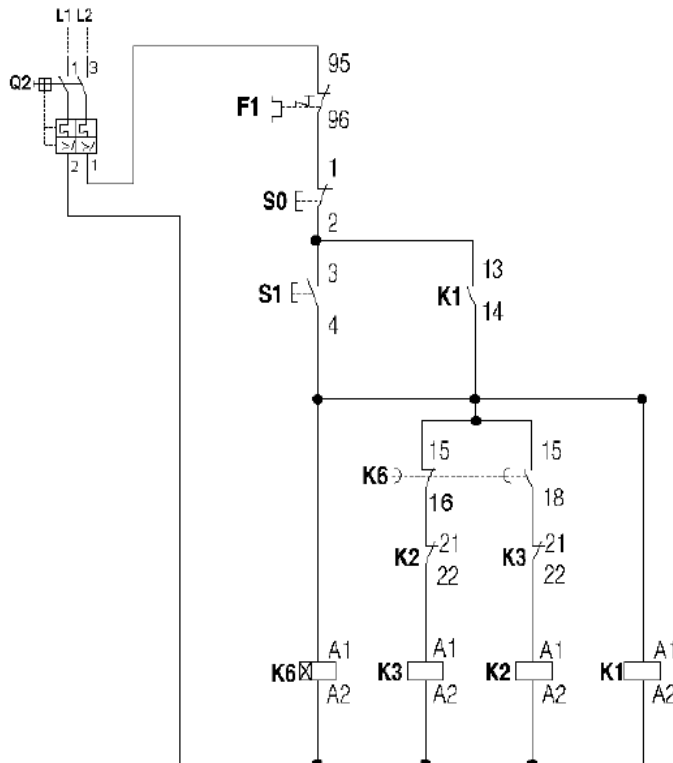 L1 L2
1 3
Q2
2 1
95
F1
96
1
S0
2
3
S1
4
13
K1
14
15 15
K6
16 18
K2 21 K3 21
22 22
A1 A1 A1 A1
K6 K3 K2 K1
A2 A2 A2 A2